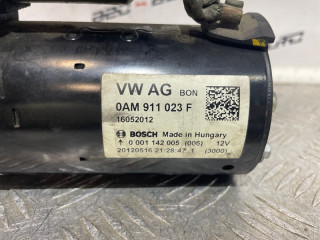 VW AG BON
0AM 911 023 F
16052012
BOSCH Made in Hungary
↑ 0 001 142 005 (006) 12V
20120516 21:28:47 1 (3000)